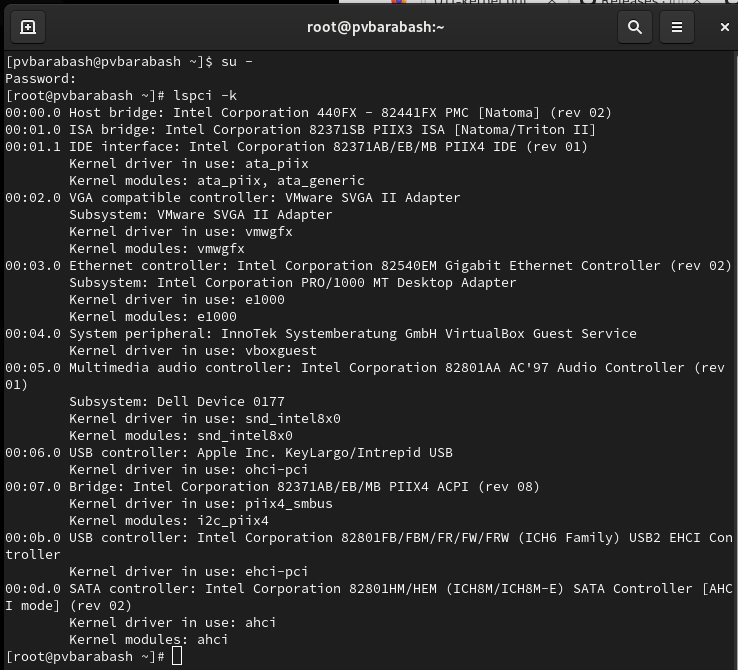 root@pvbarabash:~
[pvbarabash@pvbarabash ~]$ su -
Password:
[root@pvbarabash ~]# lspci -k
00:00.0 Host bridge: Intel Corporation 440FX - 82441FX PMC [Natoma] (rev 02)
00:01.0 ISA bridge: Intel Corporation 82371SB PIIX3 ISA [Natoma/Triton II]
00:01.1 IDE interface: Intel Corporation 82371AB/EB/MB PIIX4 IDE (rev 01)
        Kernel driver in use: ata_piix
        Kernel modules: ata_piix, ata_generic
00:02.0 VGA compatible controller: VMware SVGA II Adapter
        Subsystem: VMware SVGA II Adapter
        Kernel driver in use: vmwgfx
        Kernel modules: vmwgfx
00:03.0 Ethernet controller: Intel Corporation 82540EM Gigabit Ethernet Controller (rev 02)
        Subsystem: Intel Corporation PRO/1000 MT Desktop Adapter
        Kernel driver in use: e1000
        Kernel modules: e1000
00:04.0 System peripheral: InnoTek Systemberatung GmbH VirtualBox Guest Service
        Kernel driver in use: vboxguest
00:05.0 Multimedia audio controller: Intel Corporation 82801AA AC'97 Audio Controller (rev
01)
        Subsystem: Dell Device 0177
        Kernel driver in use: snd_intel8x0
        Kernel modules: snd_intel8x0
00:06.0 USB controller: Apple Inc. KeyLargo/Intrepid USB
        Kernel driver in use: ohci-pci
00:07.0 Bridge: Intel Corporation 82371AB/EB/MB PIIX4 ACPI (rev 08)
        Kernel driver in use: piix4_smbus
        Kernel modules: i2c_piix4
00:0b.0 USB controller: Intel Corporation 82801FB/FBM/FR/FW/FRW (ICH6 Family) USB2 EHCI Con
troller
        Kernel driver in use: ehci-pci
00:0d.0 SATA controller: Intel Corporation 82801HM/HEM (ICH8M/ICH8M-E) SATA Controller [AHC
I mode] (rev 02)
        Kernel driver in use: ahci
        Kernel modules: ahci
[root@pvbarabash ~]#